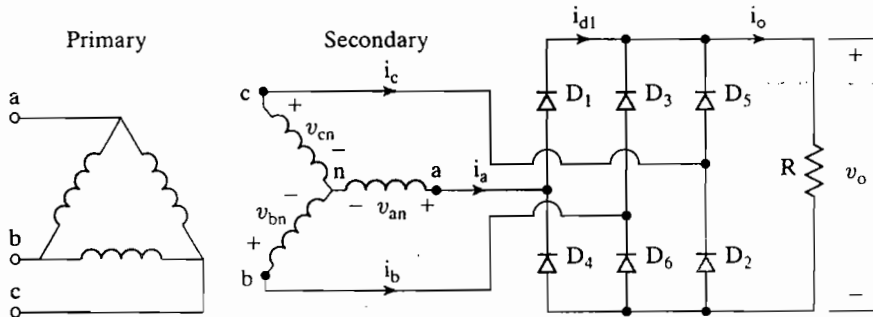 Primary
Secondary
i_d1
i_o
a
b
c
c
i_c
+
v_cn
−
n
a
i_a
−
v_an
+
−
v_bn
+
b
i_b
D_1
D_3
D_5
D_4
D_6
D_2
R
+
v_o
−